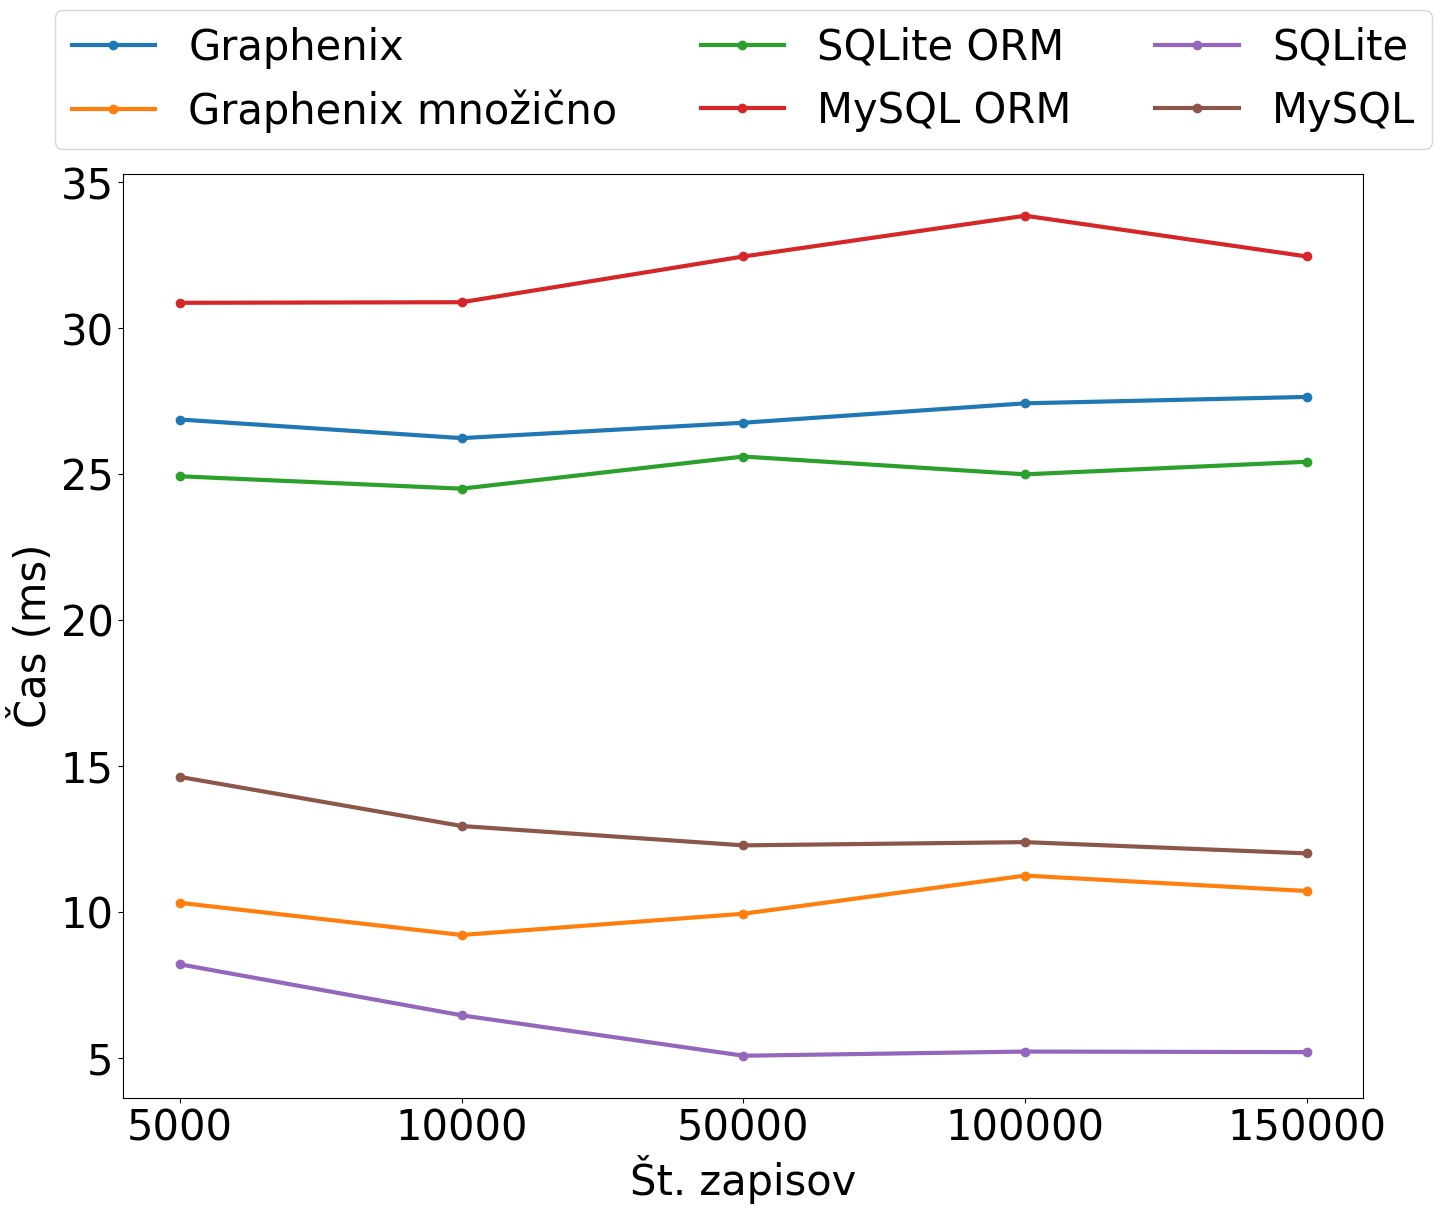 Graphenix
Graphenix množično
SQLite ORM
MySQL ORM
SQLite
MySQL
35
30
25
20
15
10
5
Čas (ms)
5000 10000 50000 100000 150000
Št. zapisov